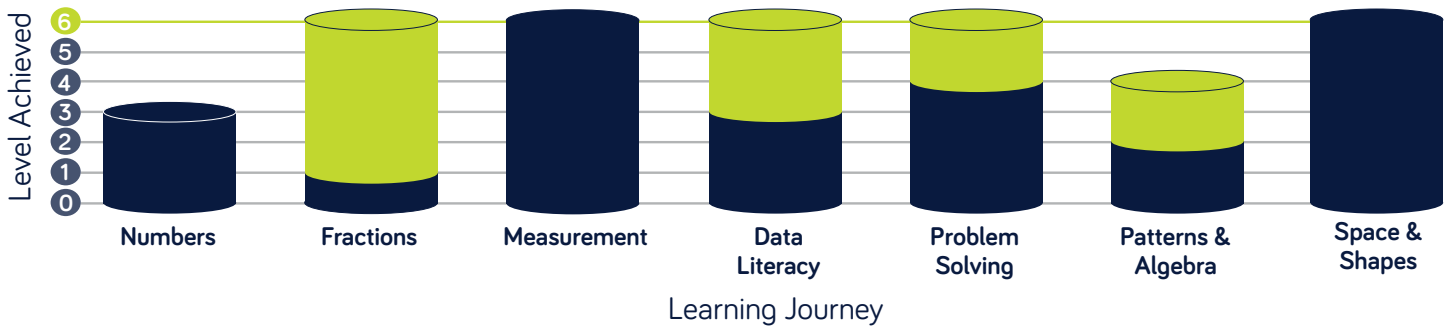 Level Achieved
6
5
4
3
2
1
0
Numbers
Fractions
Measurement
Data
Literacy
Problem
Solving
Patterns &
Algebra
Space &
Shapes
Learning Journey